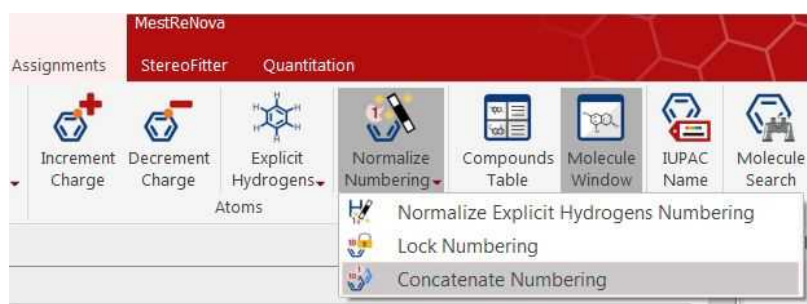 MestReNova
Assignments StereoFitter Quantitation
Increment Decrement Explicit Normalize Compounds Molecule IUPAC Molecule
Charge Charge Hydrogens Numbering Table Window Name Search
Atoms
Normalize Explicit Hydrogens Numbering
Lock Numbering
Concatenate Numbering